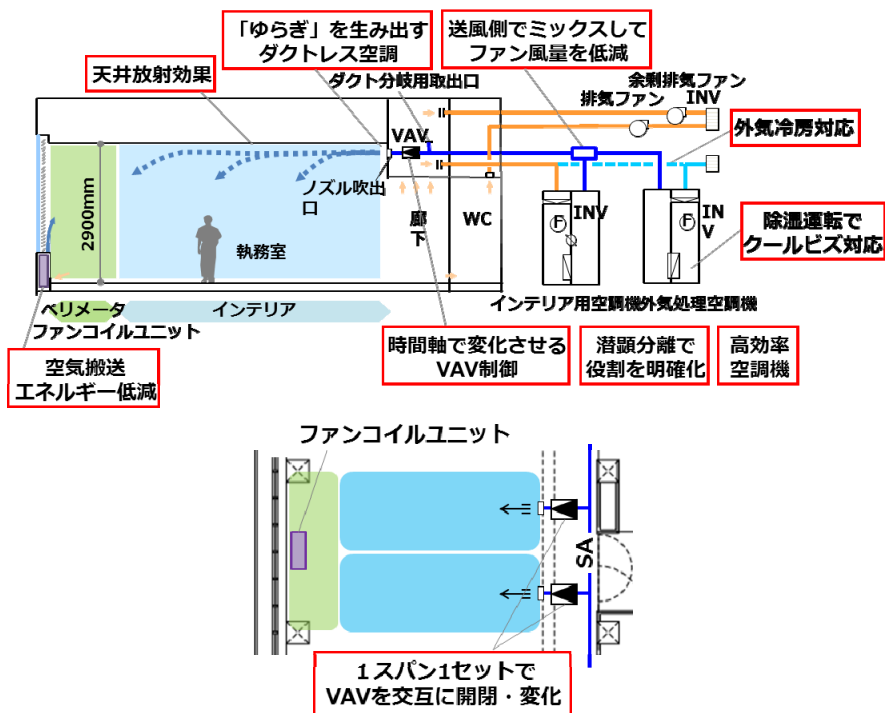 「ゆらぎ」を生み出す
ダクトレス空調
送風側でミックスして
ファン風量を低減
天井放射効果
ダクト分岐用取出口
余剰排気ファン
排気ファン
INV
外気冷房対応
VAV
ノズル吹出
口
2900mm
執務室
廊
下
WC
INV
IN
V
F
F
除湿運転で
クールビズ対応
ペリメータ
インテリア
インテリア用空調機
外気処理空調機
ファンコイルユニット
空気搬送
エネルギー低減
時間軸で変化させる
VAV制御
潜顕分離で
役割を明確化
高効率
空調機
ファンコイルユニット
SA
1スパン1セットで
VAVを交互に開閉・変化